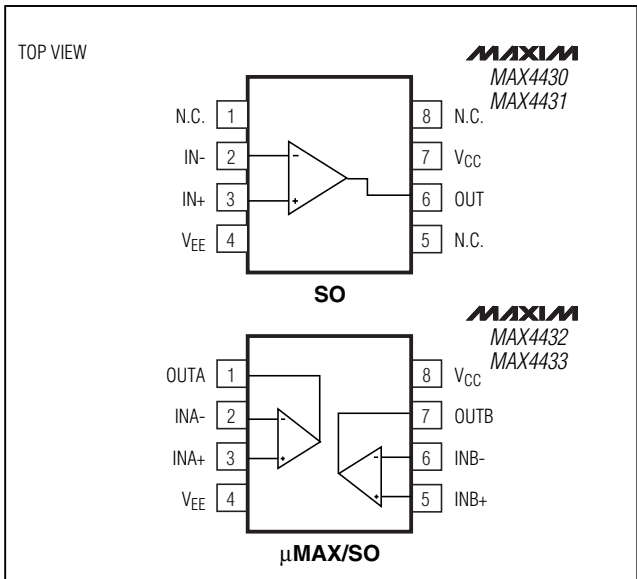 TOP VIEW
MAXIM
MAX4430
MAX4431
N.C. 1 8 N.C.
IN- 2 - 7 VCC
IN+ 3 + 6 OUT
VEE 4 5 N.C.
SO
MAXIM
MAX4432
MAX4433
OUTA 1 8 VCC
INA- 2 - 7 OUTB
INA+ 3 + - 6 INB-
VEE 4 + 5 INB+
µMAX/SO